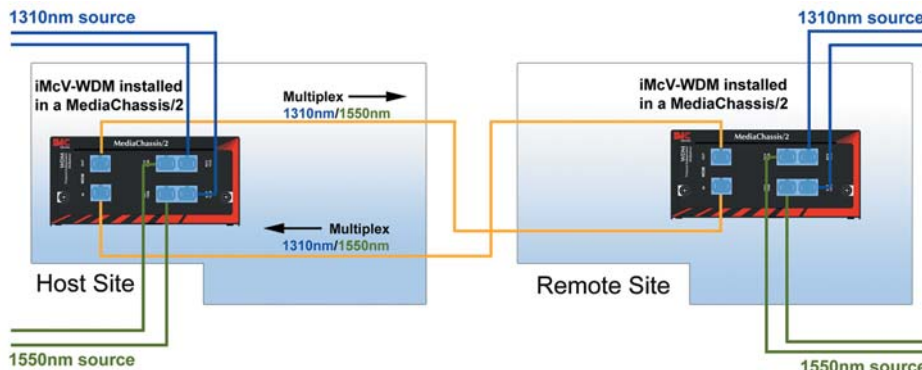 1310nm source
1310nm source
iMcV-WDM installed
in a MediaChassis/2
Multiplex
1310nm/1550nm
iMcV-WDM installed
in a MediaChassis/2
MediaChassis/2
MediaChassis/2
Multiplex
1310nm/1550nm
Host Site
Remote Site
1550nm source
1550nm source